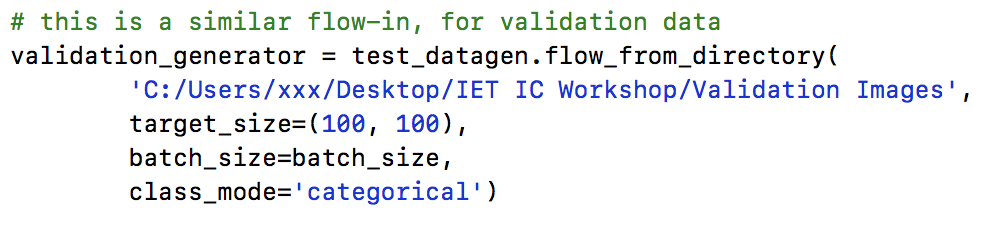 # this is a similar flow-in, for validation data
validation_generator = test_datagen.flow_from_directory(
        'C:/Users/xxx/Desktop/IET IC Workshop/Validation Images',
        target_size=(100, 100),
        batch_size=batch_size,
        class_mode='categorical')